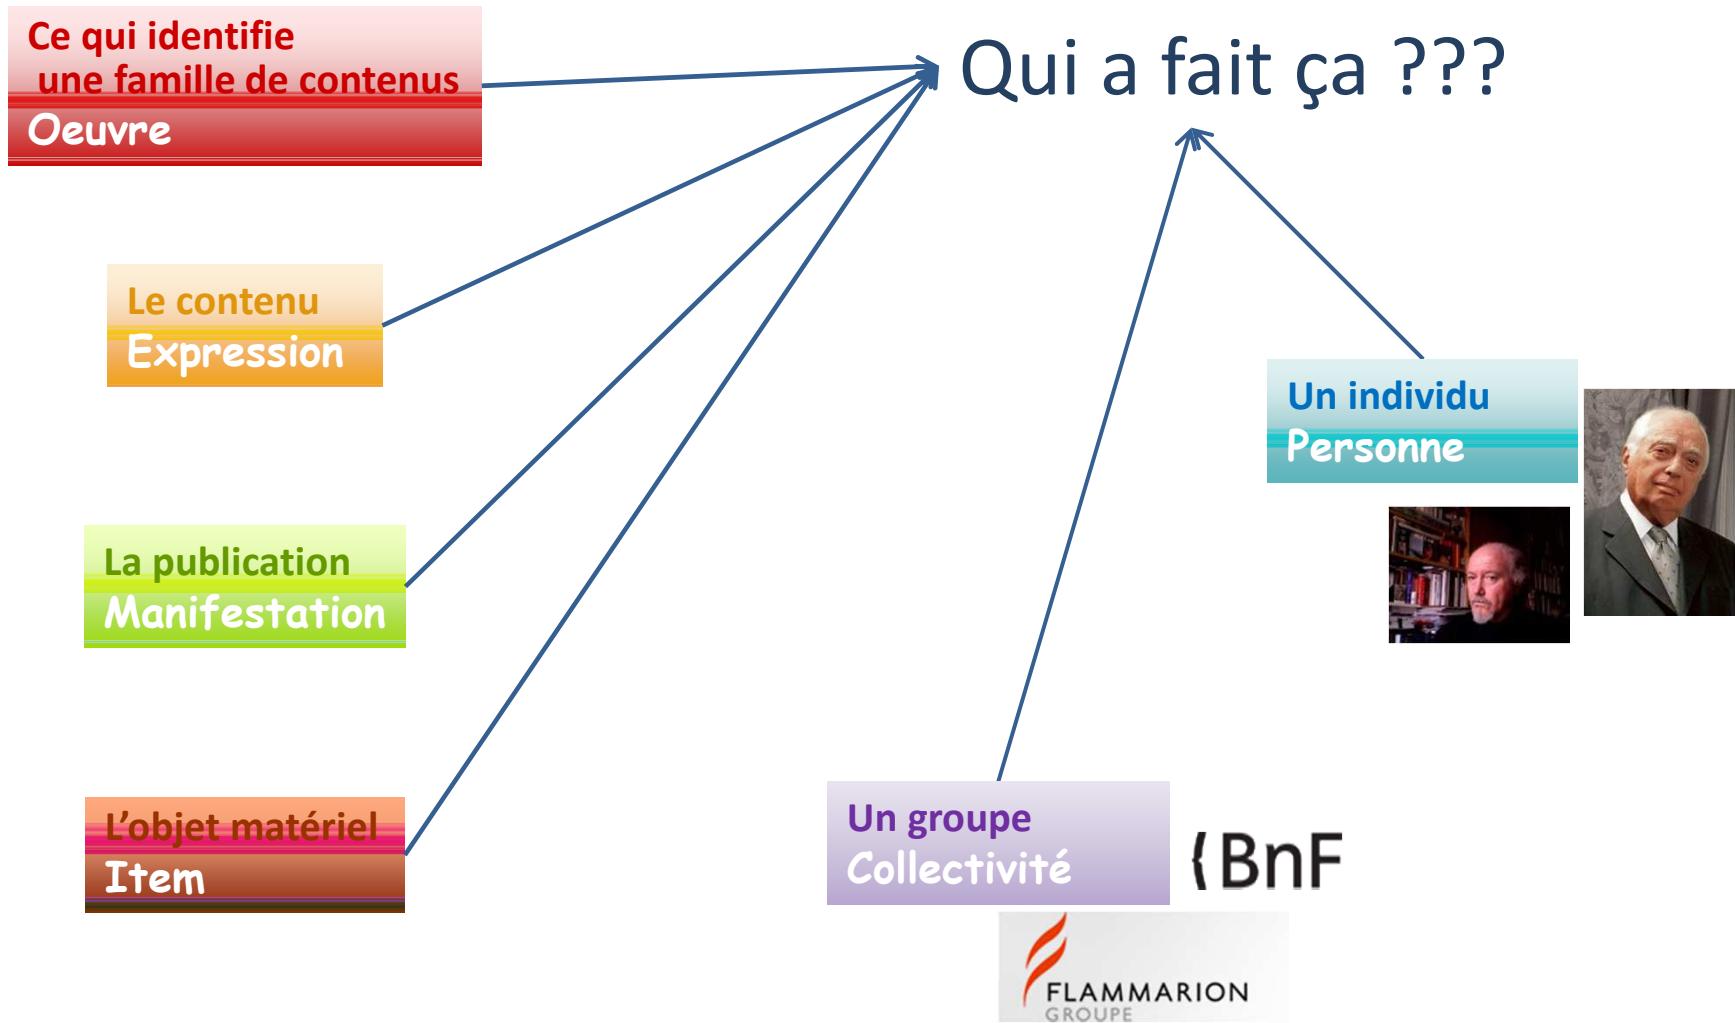 Ce qui identifie
une famille de contenus
Oeuvre
Qui a fait ça ???
Le contenu
Expression
Un individu
Personne
La publication
Manifestation
L’objet matériel
Item
Un groupe
Collectivité
{BnF
FLAMMARION
GROUPE